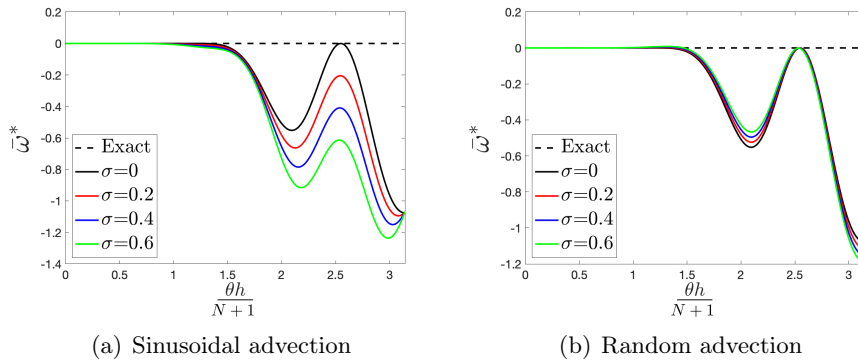 0.2
0
-0.2
-0.4
-0.6
-0.8
-1
-1.2
-1.4
ω̄*
Exact
σ=0
σ=0.2
σ=0.4
σ=0.6
0 0.5 1 1.5 2 2.5 3
θh
N + 1
(a) Sinusoidal advection
0.2
0
-0.2
-0.4
-0.6
-0.8
-1
-1.2
ω̄*
Exact
σ=0
σ=0.2
σ=0.4
σ=0.6
0 0.5 1 1.5 2 2.5 3
θh
N + 1
(b) Random advection